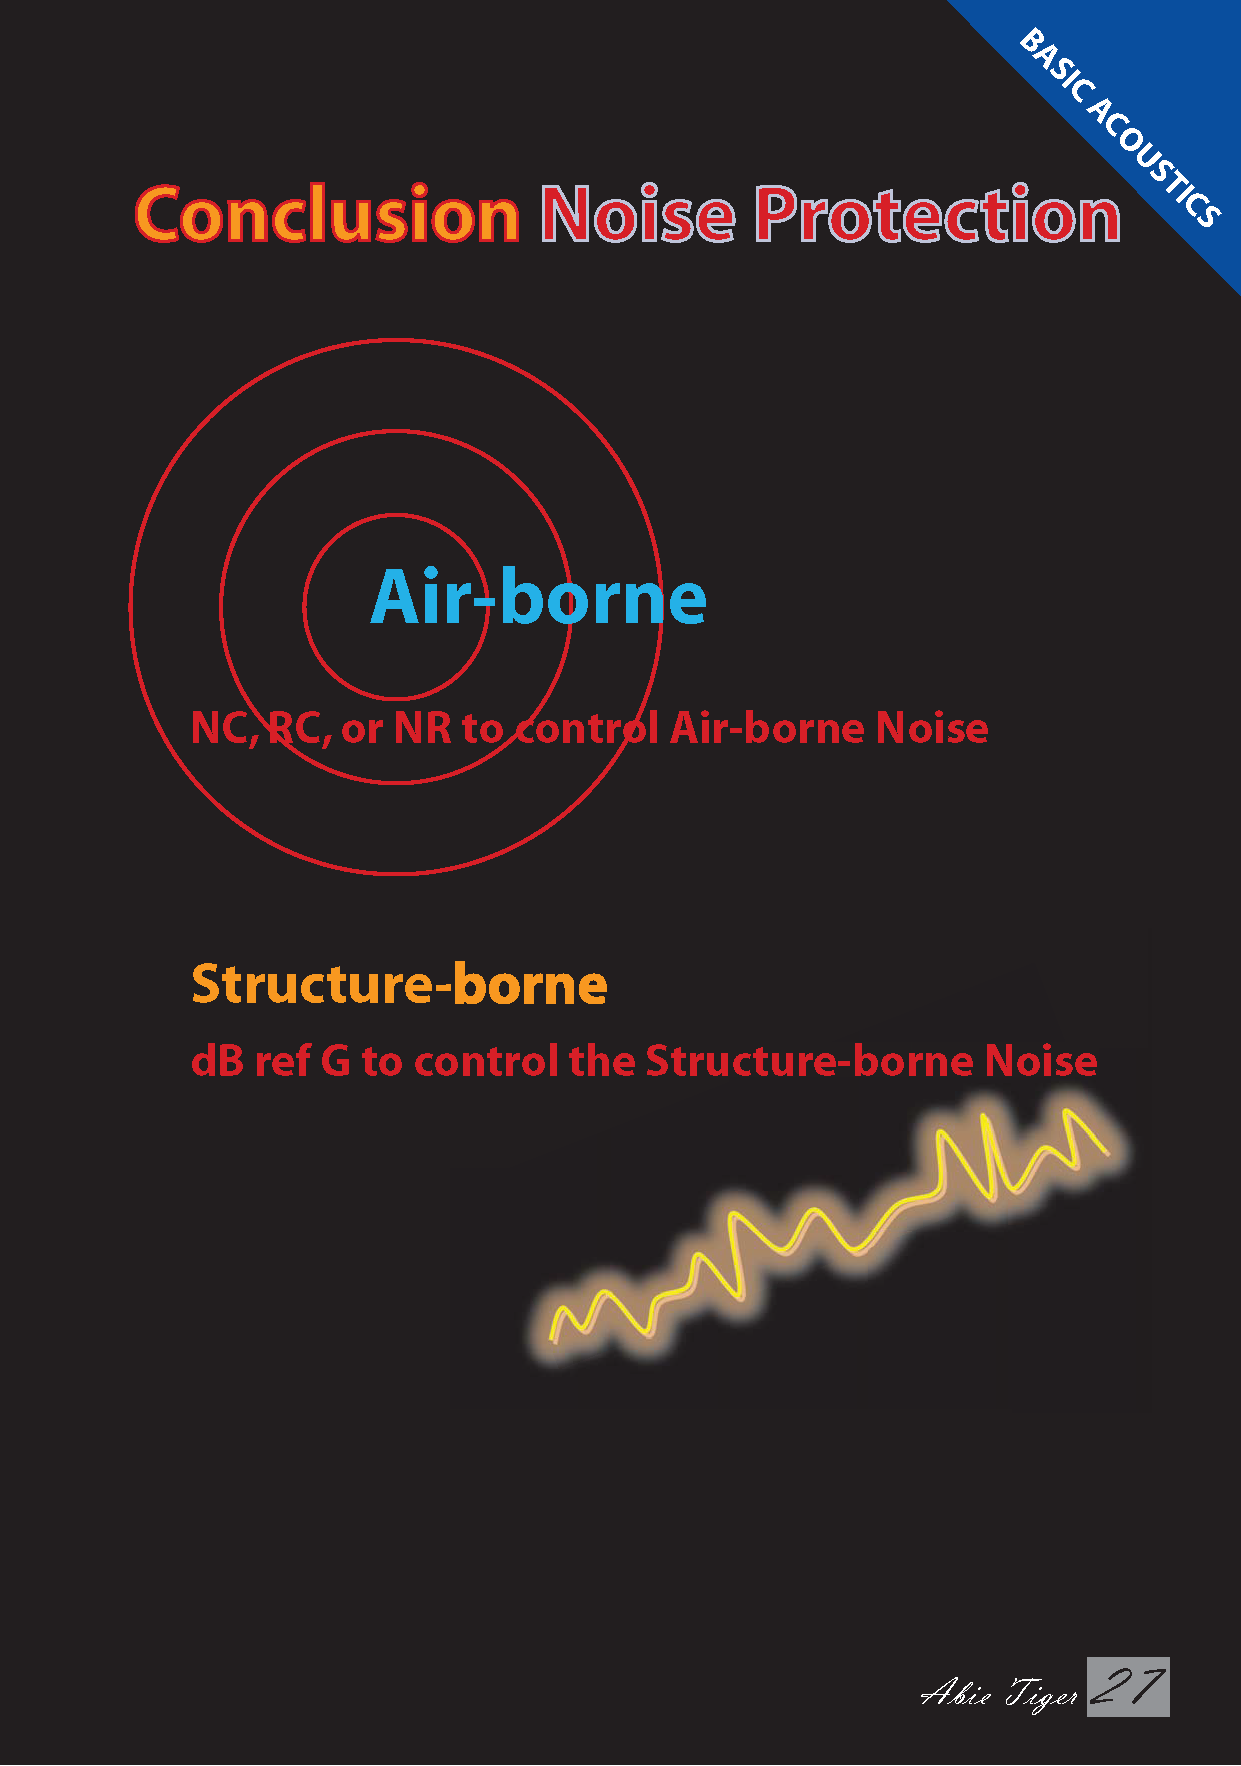 BASIC ACOUSTICS
Conclusion Noise Protection
Air-borne
NC, RC, or NR to control Air-borne Noise
Structure-borne
dB ref G to control the Structure-borne Noise
Abie Tiger 21